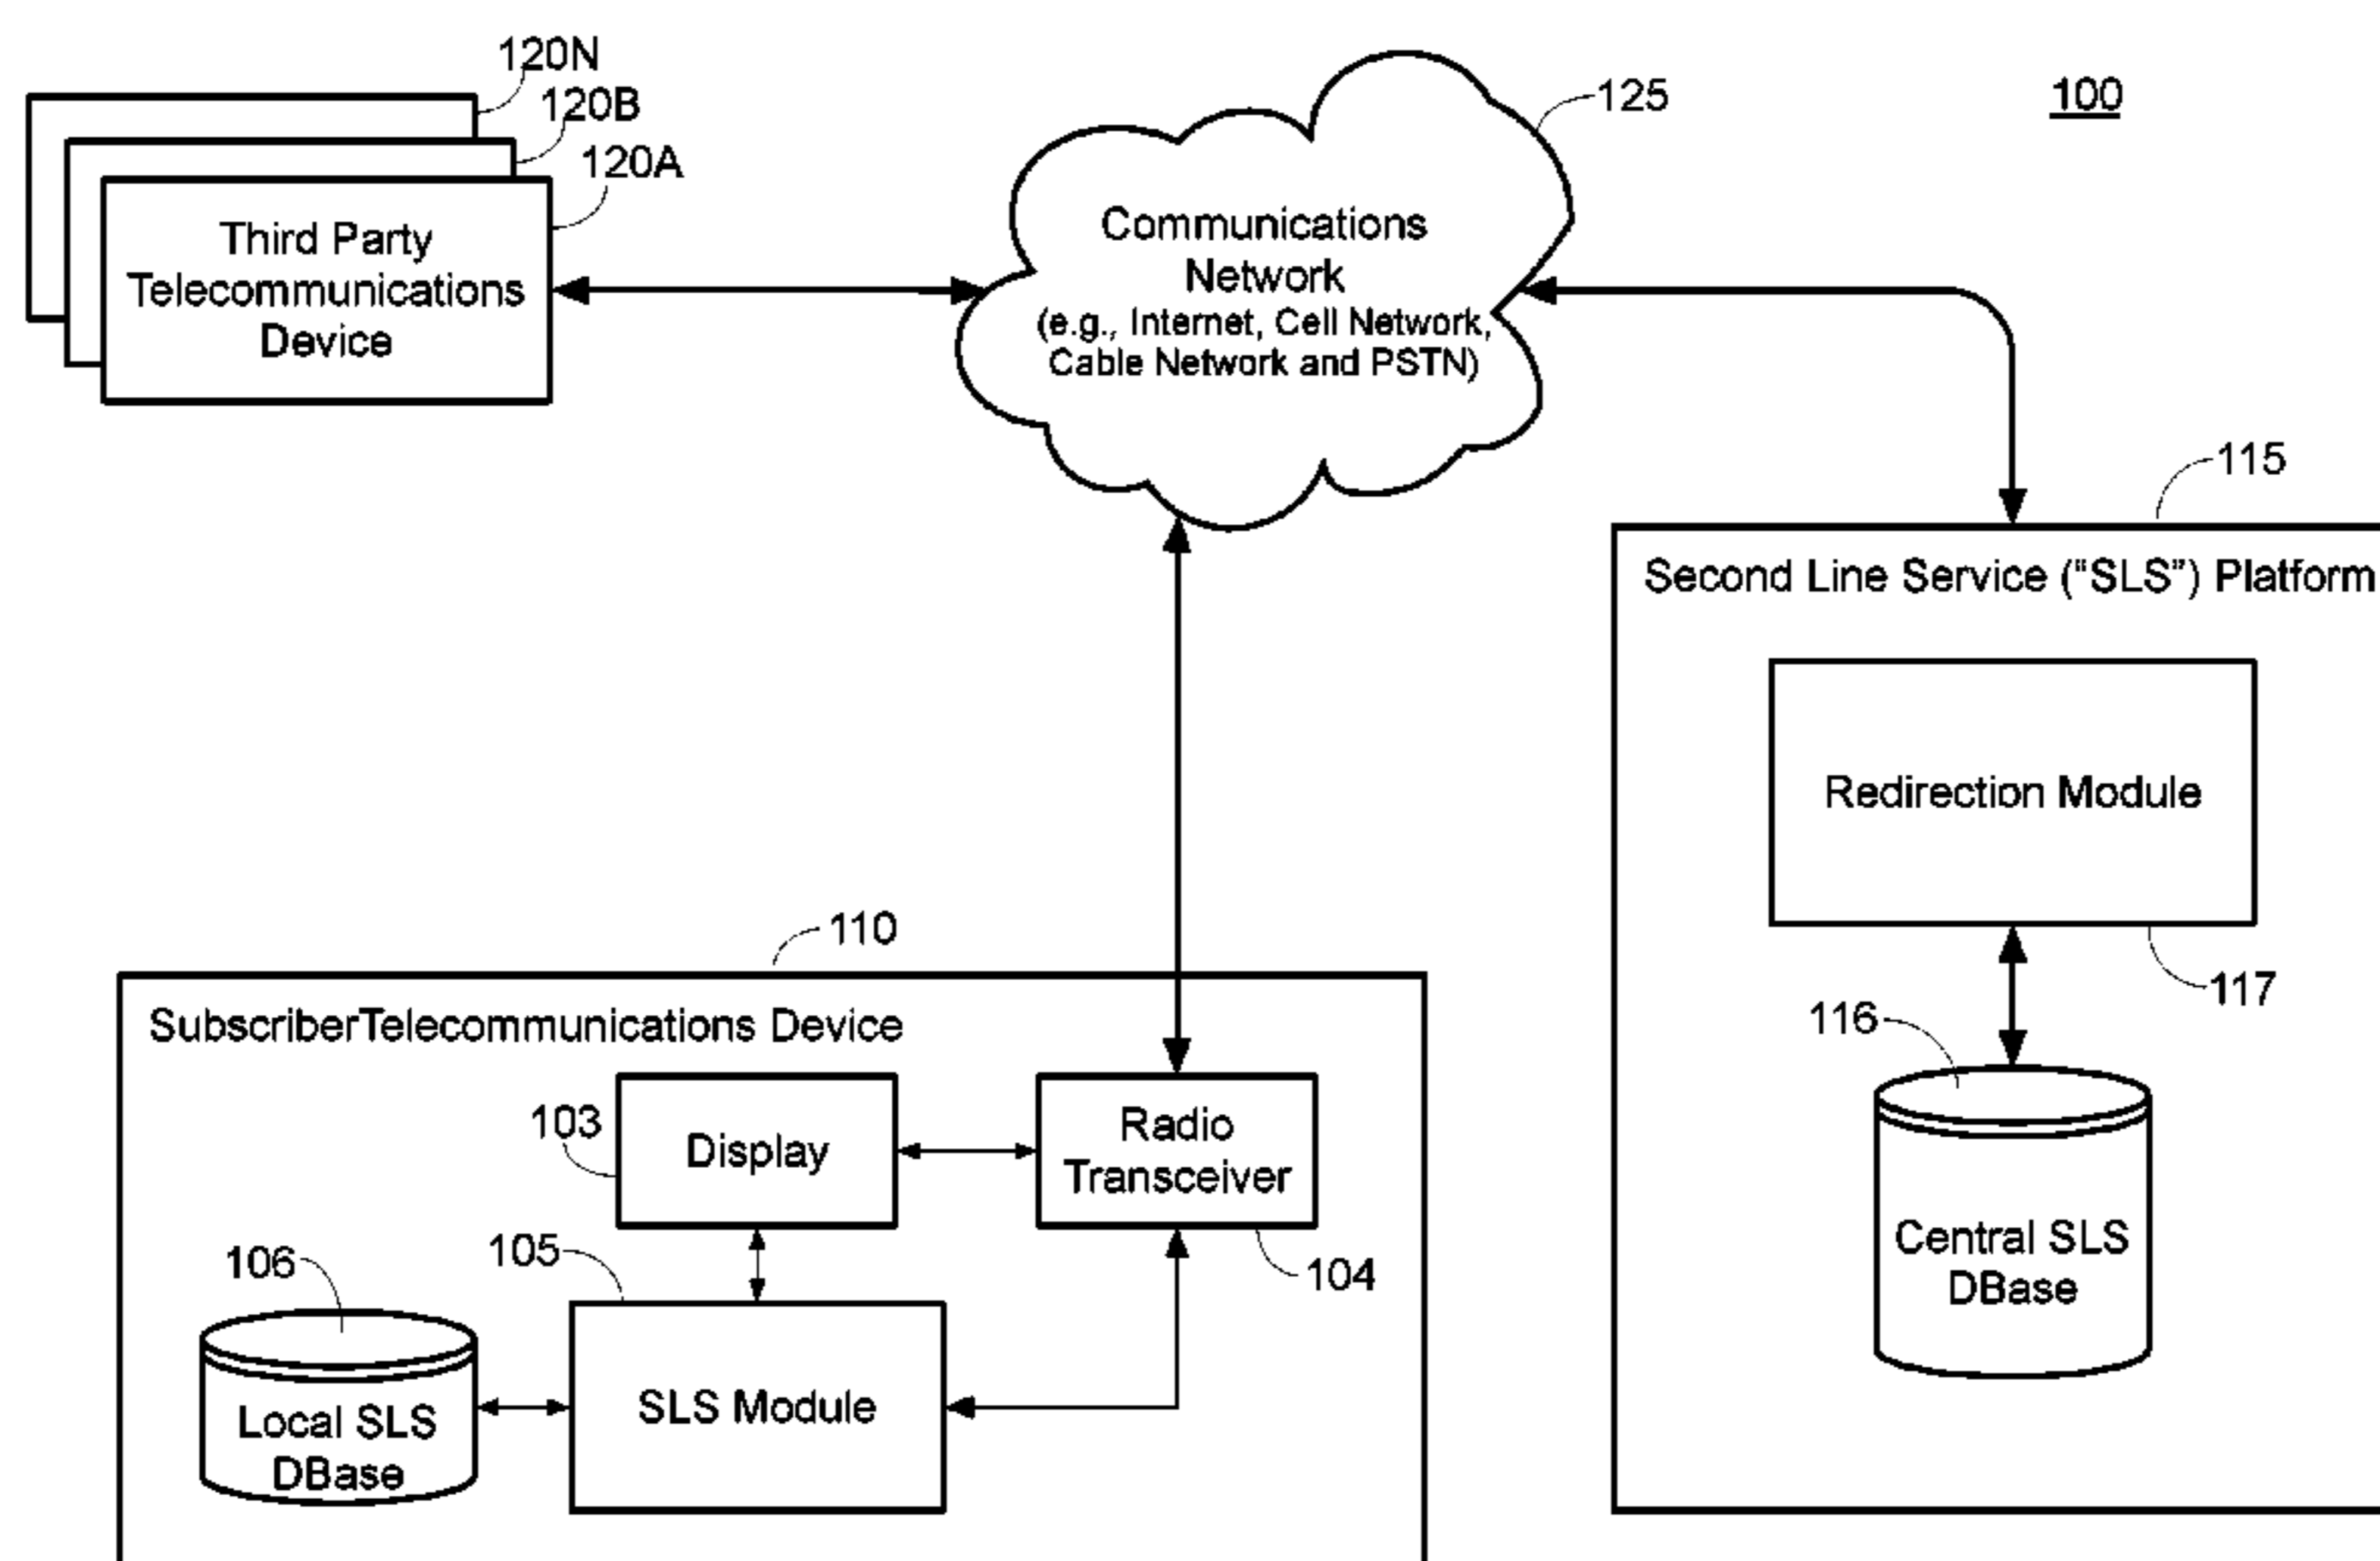 120N
120B
120A
Third Party
Telecommunications
Device
Communications
Network
(e.g., Internet, Cell Network,
Cable Network and PSTN)
125
100
115
Second Line Service (“SLS”) Platform
Redirection Module
117
116
Central SLS
DBase
110
SubscriberTelecommunications Device
103
Display
Radio
Transceiver
104
105
106
SLS Module
Local SLS
DBase